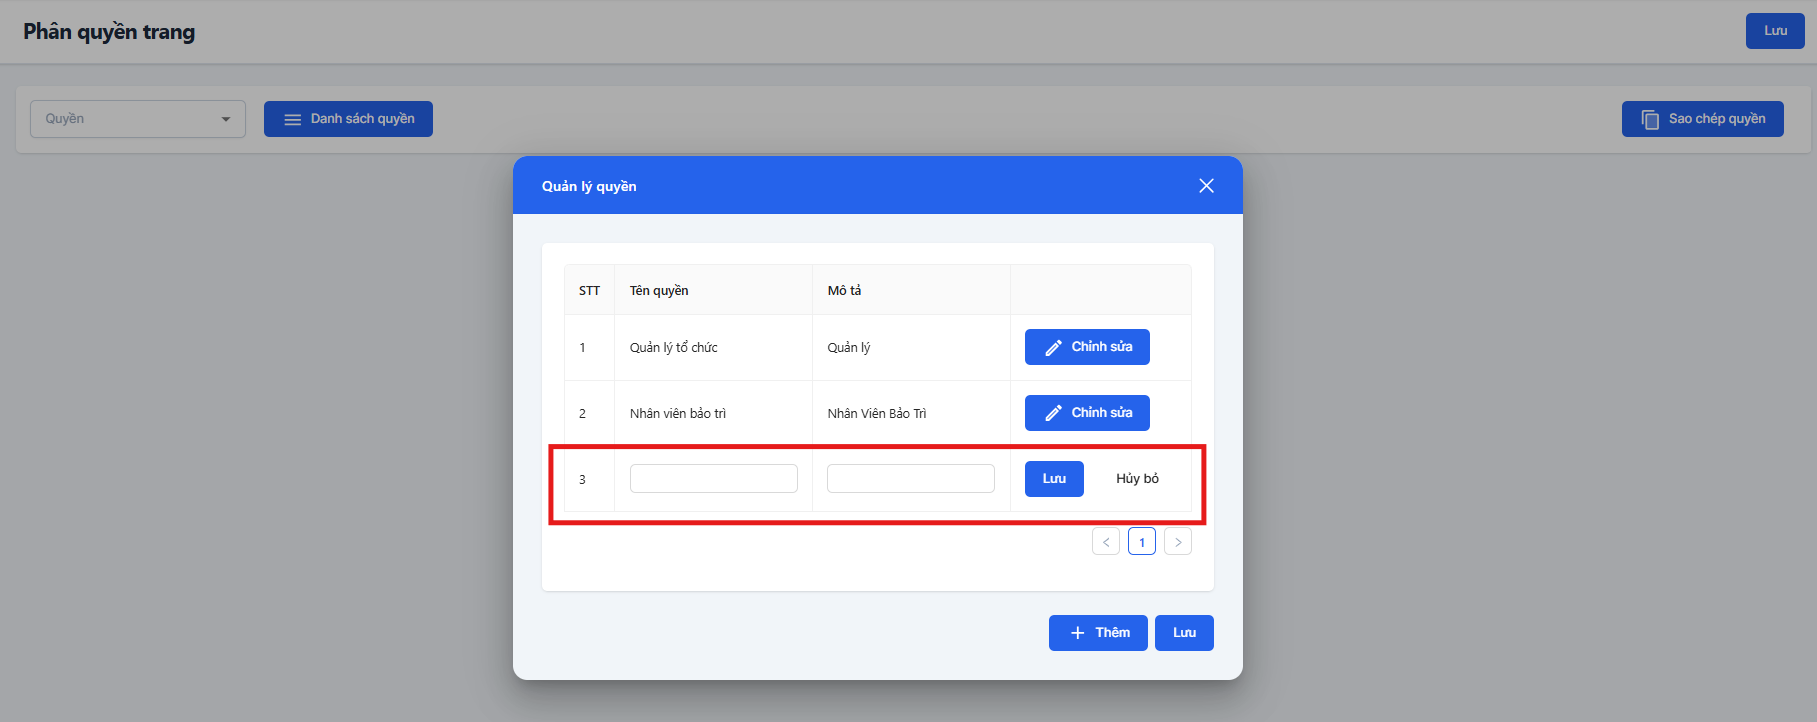 Phân quyền trang
Lưu
Quyền
Danh sách quyền
Sao chép quyền
Quản lý quyền
STT Tên quyền Mô tả
1 Quản lý tổ chức Quản lý Chỉnh sửa
2 Nhân viên bảo trì Nhân Viên Bảo Trì Chỉnh sửa
3 Lưu Hủy bỏ
< 1 >
Thêm Lưu